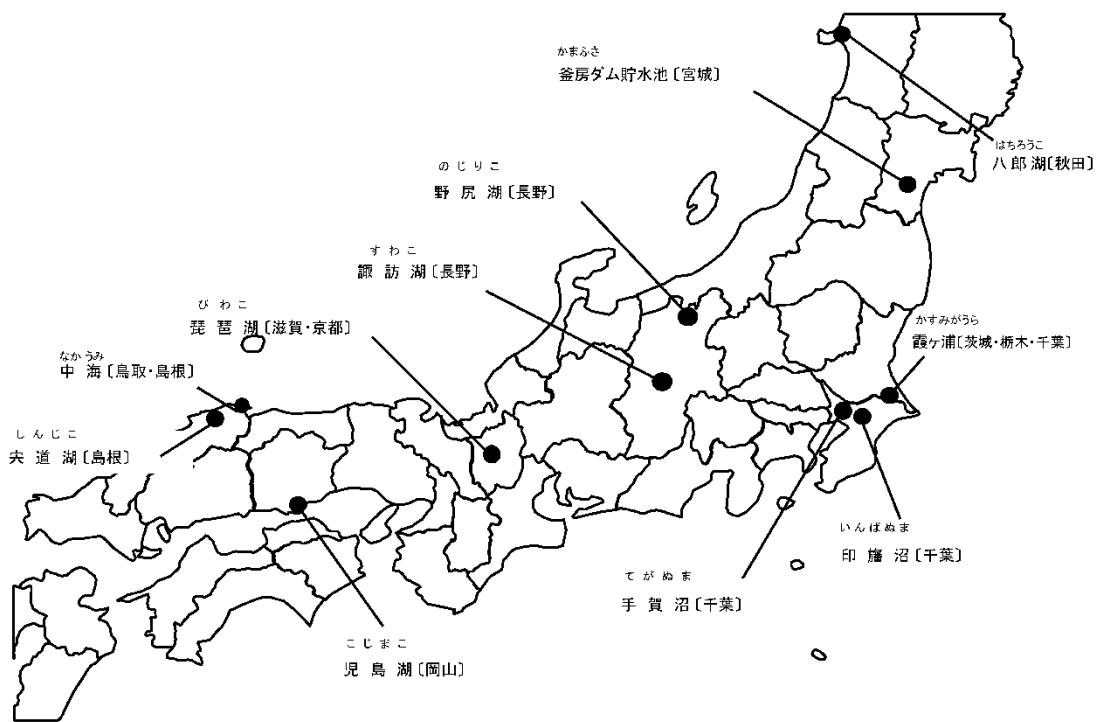 かまふさ
釜房ダム貯水池〔宮城〕
はちろうこ
八郎湖〔秋田〕
のじりこ
野尻湖〔長野〕
すわこ
諏訪湖〔長野〕
びわこ
琵琶湖〔滋賀・京都〕
かすみがうら
霞ヶ浦〔茨城・栃木・千葉〕
なかうみ
中海〔鳥取・島根〕
しんじこ
宍道湖〔島根〕
いんばぬま
印旛沼〔千葉〕
てがぬま
手賀沼〔千葉〕
こじまこ
児島湖〔岡山〕